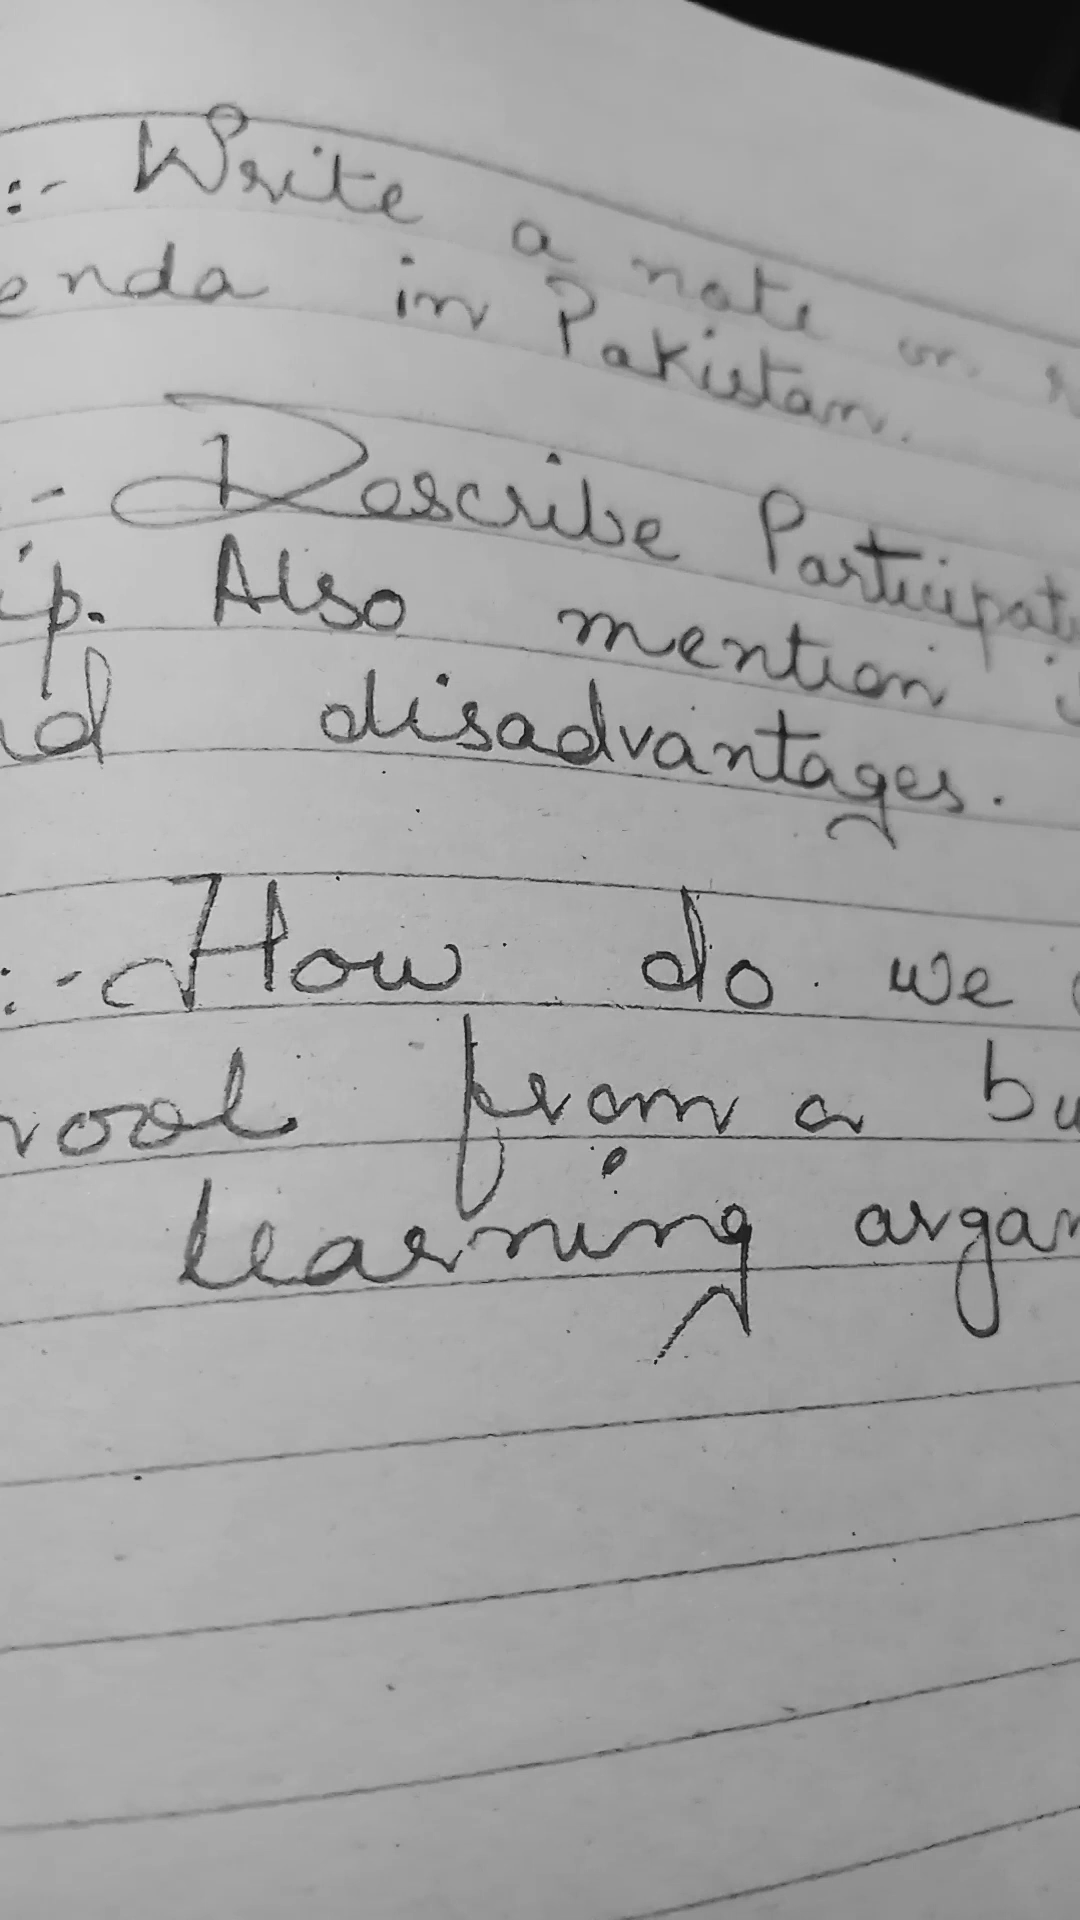 :- Write a note on
enda in Pakistan.
- Describe Participat
ip. Also mention
nd disadvantages.
:- How do we
hool from a bu
learning organ